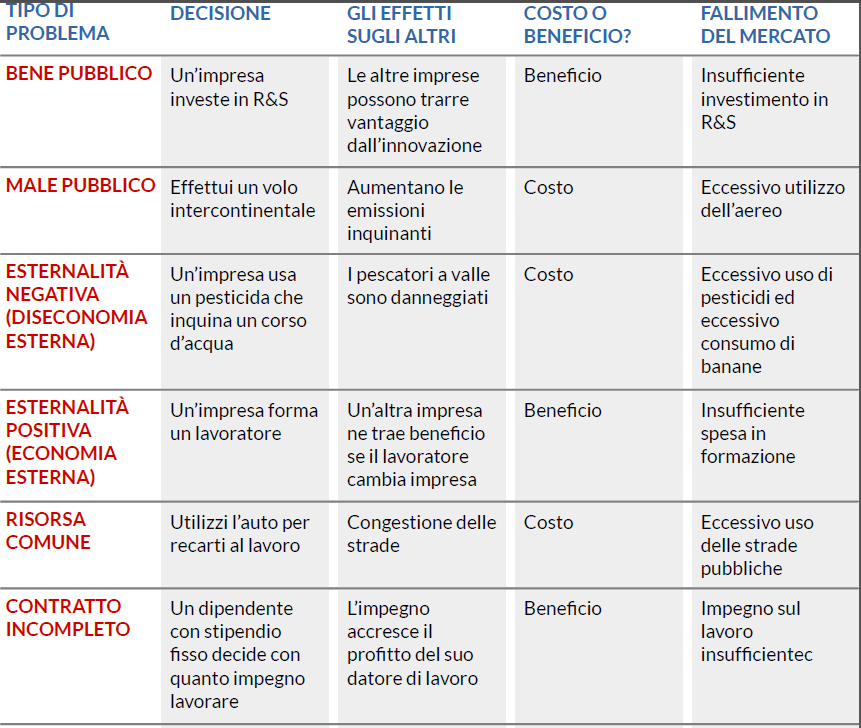 TIPO DI
PROBLEMA
DECISIONE
GLI EFFETTI
SUGLI ALTRI
COSTO O
BENEFICIO?
FALLIMENTO
DEL MERCATO
BENE PUBBLICO
Un’impresa
investe in R&S
Le altre imprese
possono trarre
vantaggio
dall’innovazione
Beneficio
Insufficiente
investimento in
R&S
MALE PUBBLICO
Effettui un volo
intercontinentale
Aumentano le
emissioni
inquinanti
Costo
Eccessivo utilizzo
dell’aereo
ESTERNALITÀ
NEGATIVA
(DISECONOMIA
ESTERNA)
Un’impresa usa
un pesticida che
inquina un corso
d’acqua
I pescatori a valle
sono danneggiati
Costo
Eccessivo uso di
pesticidi ed
eccessivo
consumo di
banane
ESTERNALITÀ
POSITIVA
(ECONOMIA
ESTERNA)
Un’impresa forma
un lavoratore
Un’altra impresa
ne trae beneficio
se il lavoratore
cambia impresa
Beneficio
Insufficiente
spesa in
formazione
RISORSA
COMUNE
Utilizzi l’auto per
recarti al lavoro
Congestione delle
strade
Costo
Eccessivo uso
delle strade
pubbliche
CONTRATTO
INCOMPLETO
Un dipendente
con stipendio
fisso decide con
quanto impegno
lavorare
L’impegno
accresce il
profitto del suo
datore di lavoro
Beneficio
Impegno sul
lavoro
insufficientec